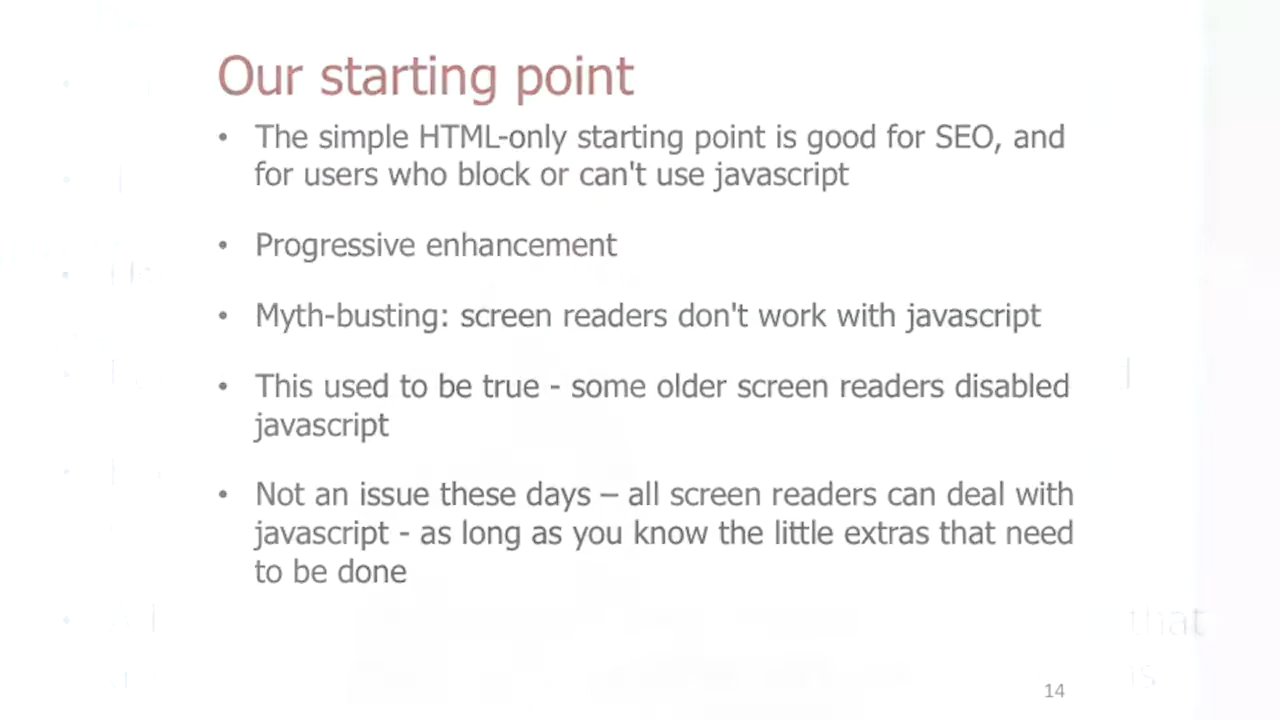 Our starting point
• The simple HTML-only starting point is good for SEO, and
for users who block or can't use javascript
• Progressive enhancement
• Myth-busting: screen readers don't work with javascript
• This used to be true - some older screen readers disabled
javascript
• Not an issue these days – all screen readers can deal with
javascript - as long as you know the little extras that need
to be done
that
is
14